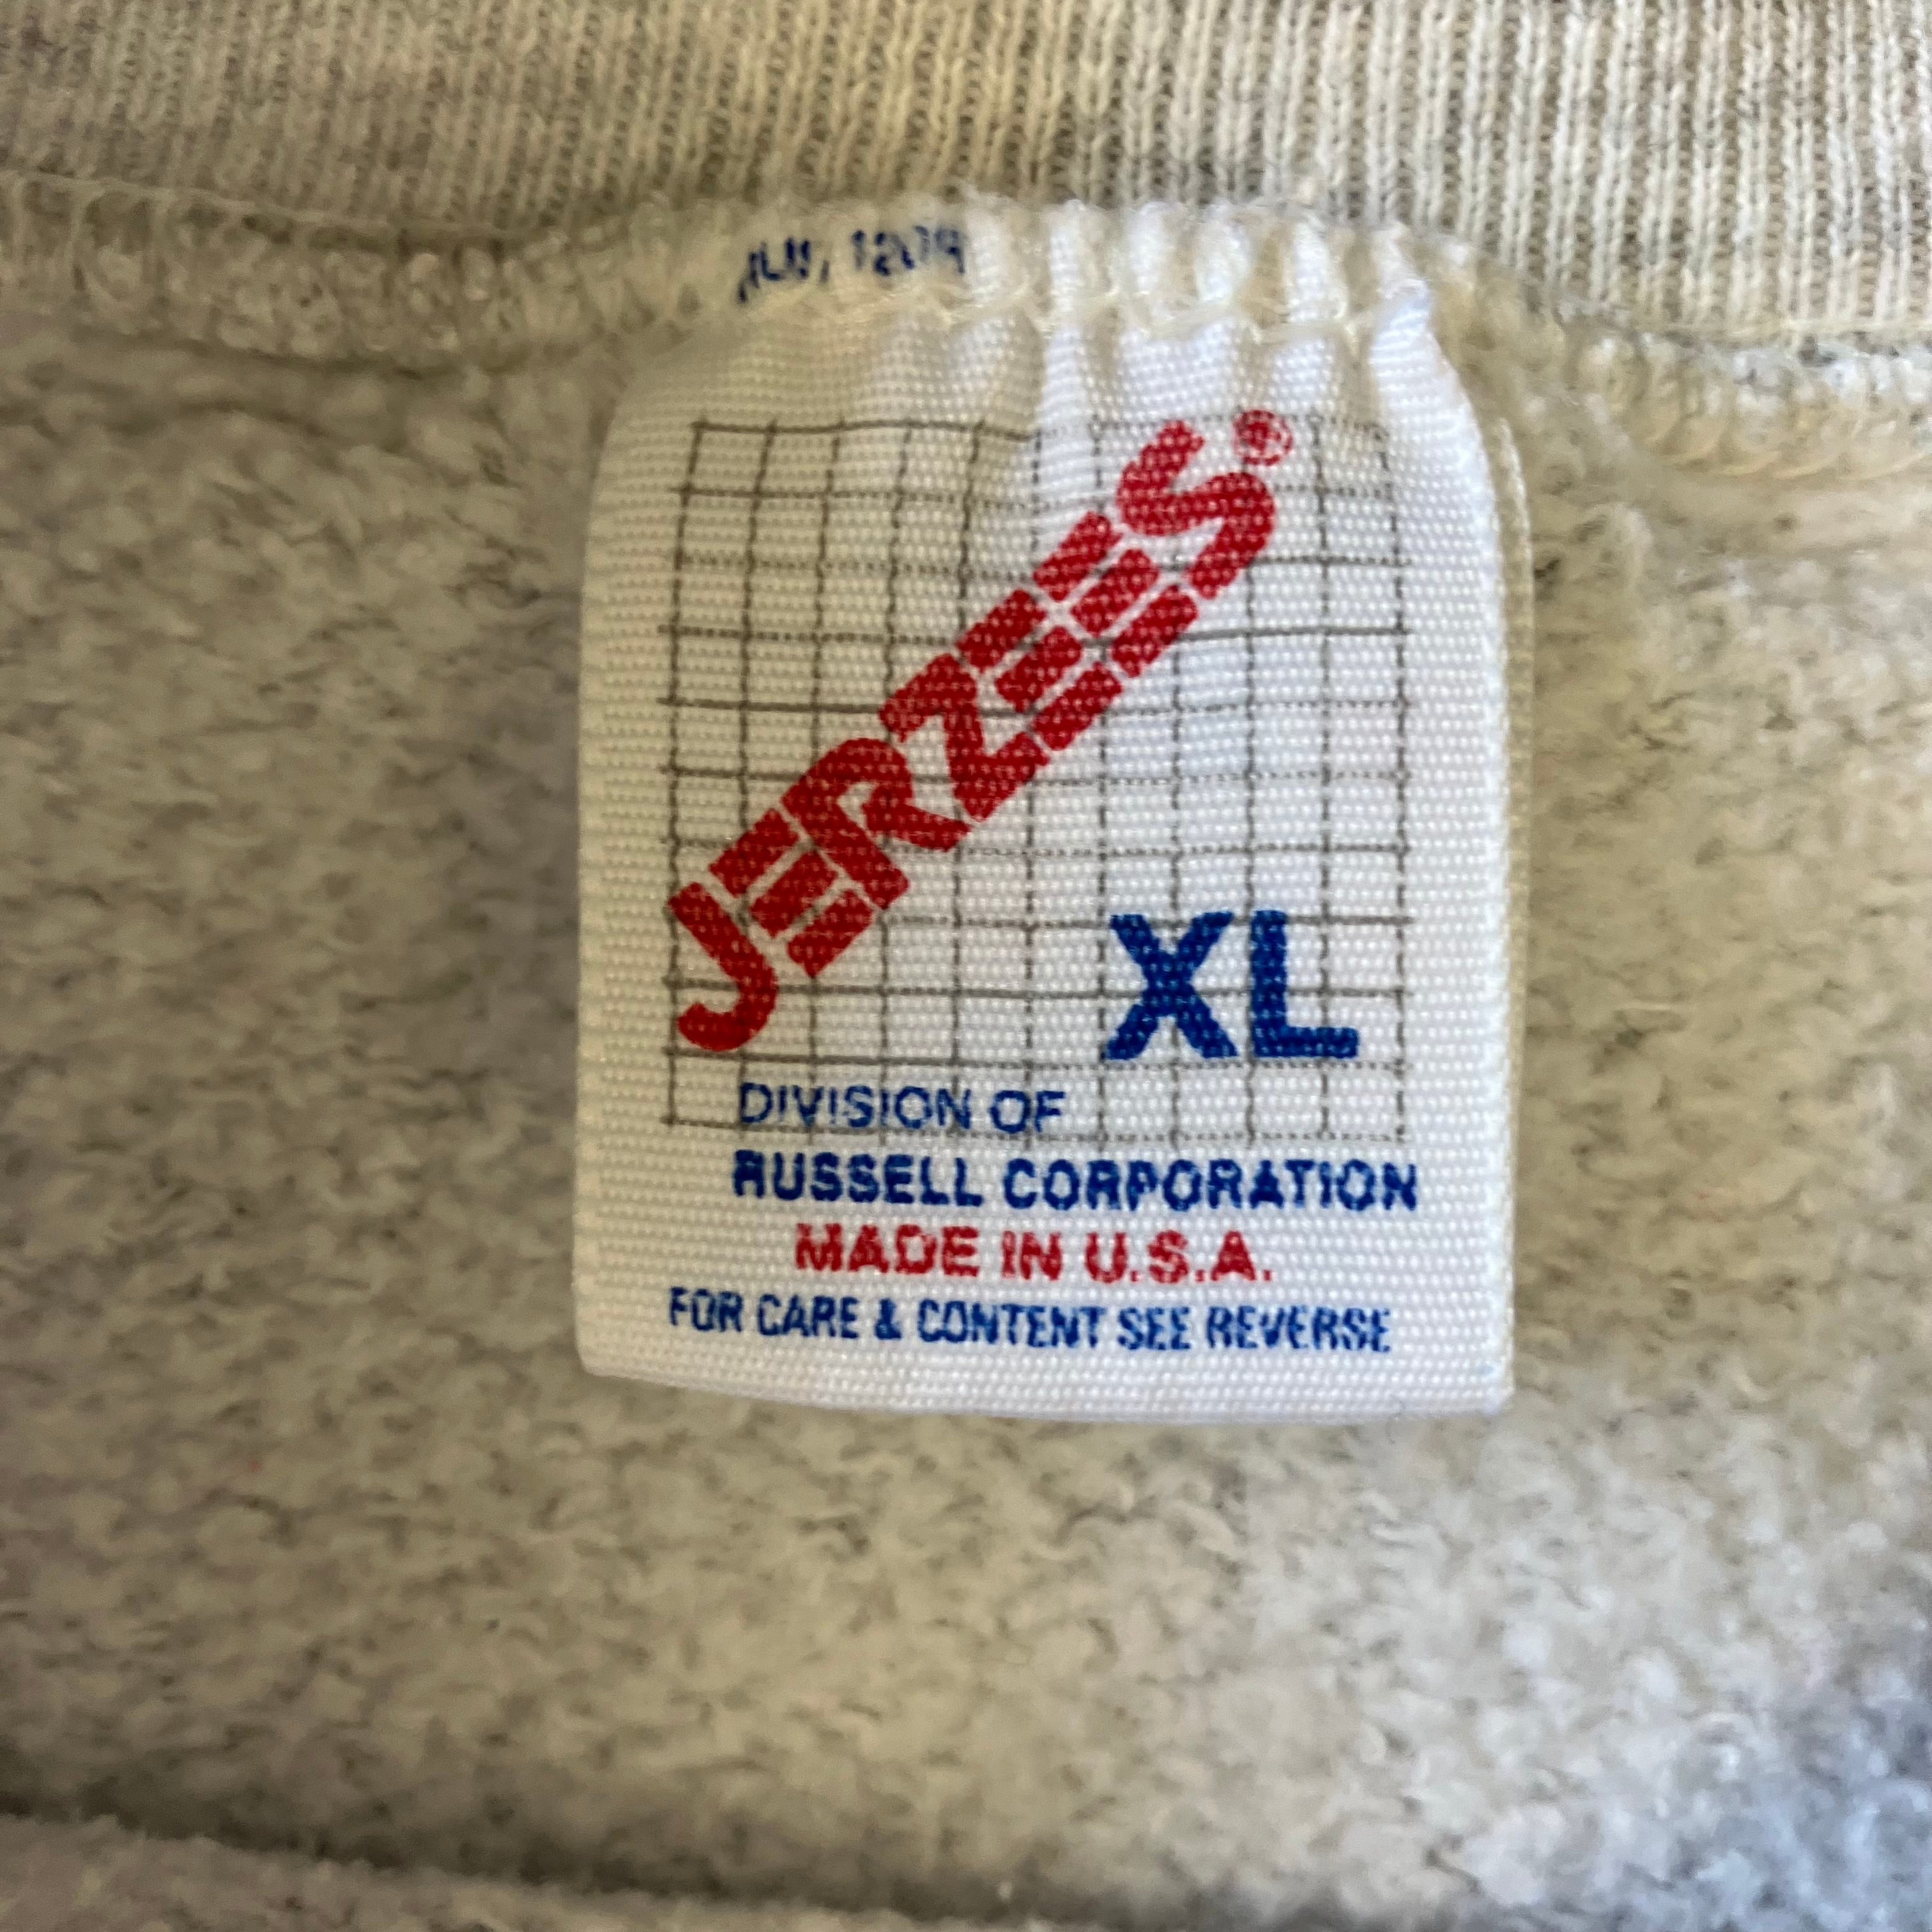 JERZEES®
XL
DIVISION OF
RUSSELL CORPORATION
MADE IN U.S.A.
FOR CARE & CONTENT SEE REVERSE